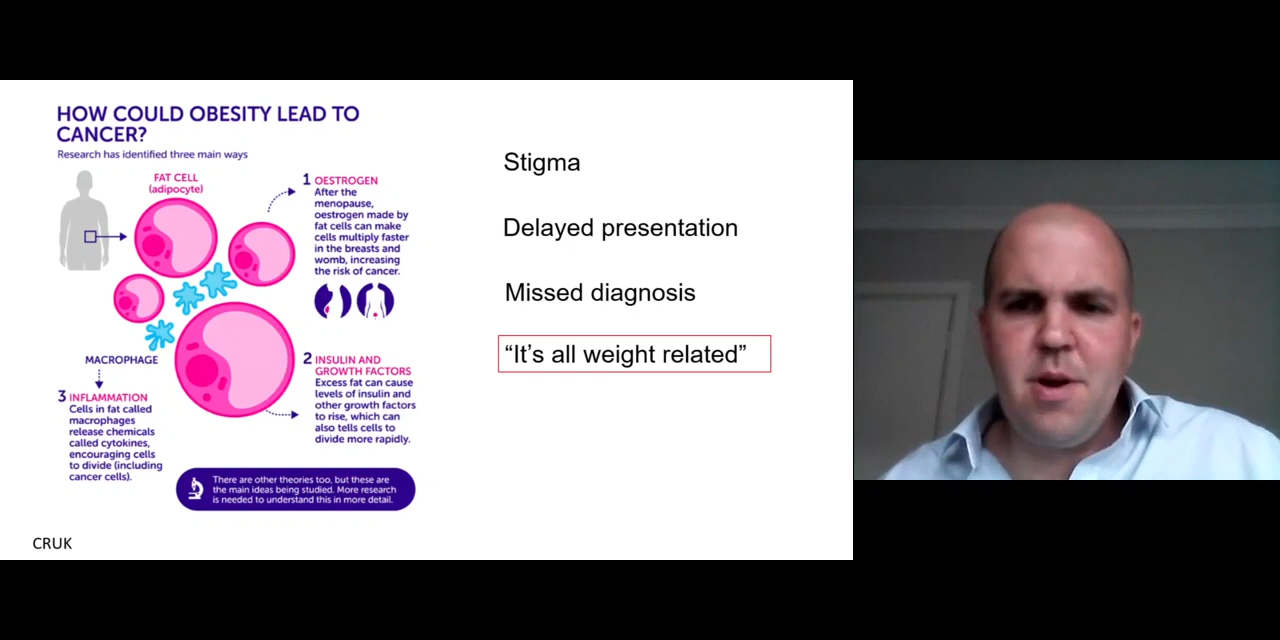 HOW COULD OBESITY LEAD TO
CANCER?
Research has identified three main ways
FAT CELL
(adipocyte)
1 OESTROGEN
After the
menopause,
oestrogen made by
fat cells can make
cells multiply faster
in the breasts and
womb, increasing
the risk of cancer.
2 INSULIN AND
GROWTH FACTORS
Excess fat can cause
levels of insulin and
other growth factors
to rise, which can
also tells cells to
divide more rapidly.
MACROPHAGE
3 INFLAMMATION
Cells in fat called
macrophages
release chemicals
called cytokines,
encouraging cells
to divide (including
cancer cells).
There are other theories too, but these are
the main ideas being studied. More research
is needed to understand this in more detail.
CRUK
Stigma
Delayed presentation
Missed diagnosis
“It’s all weight related”